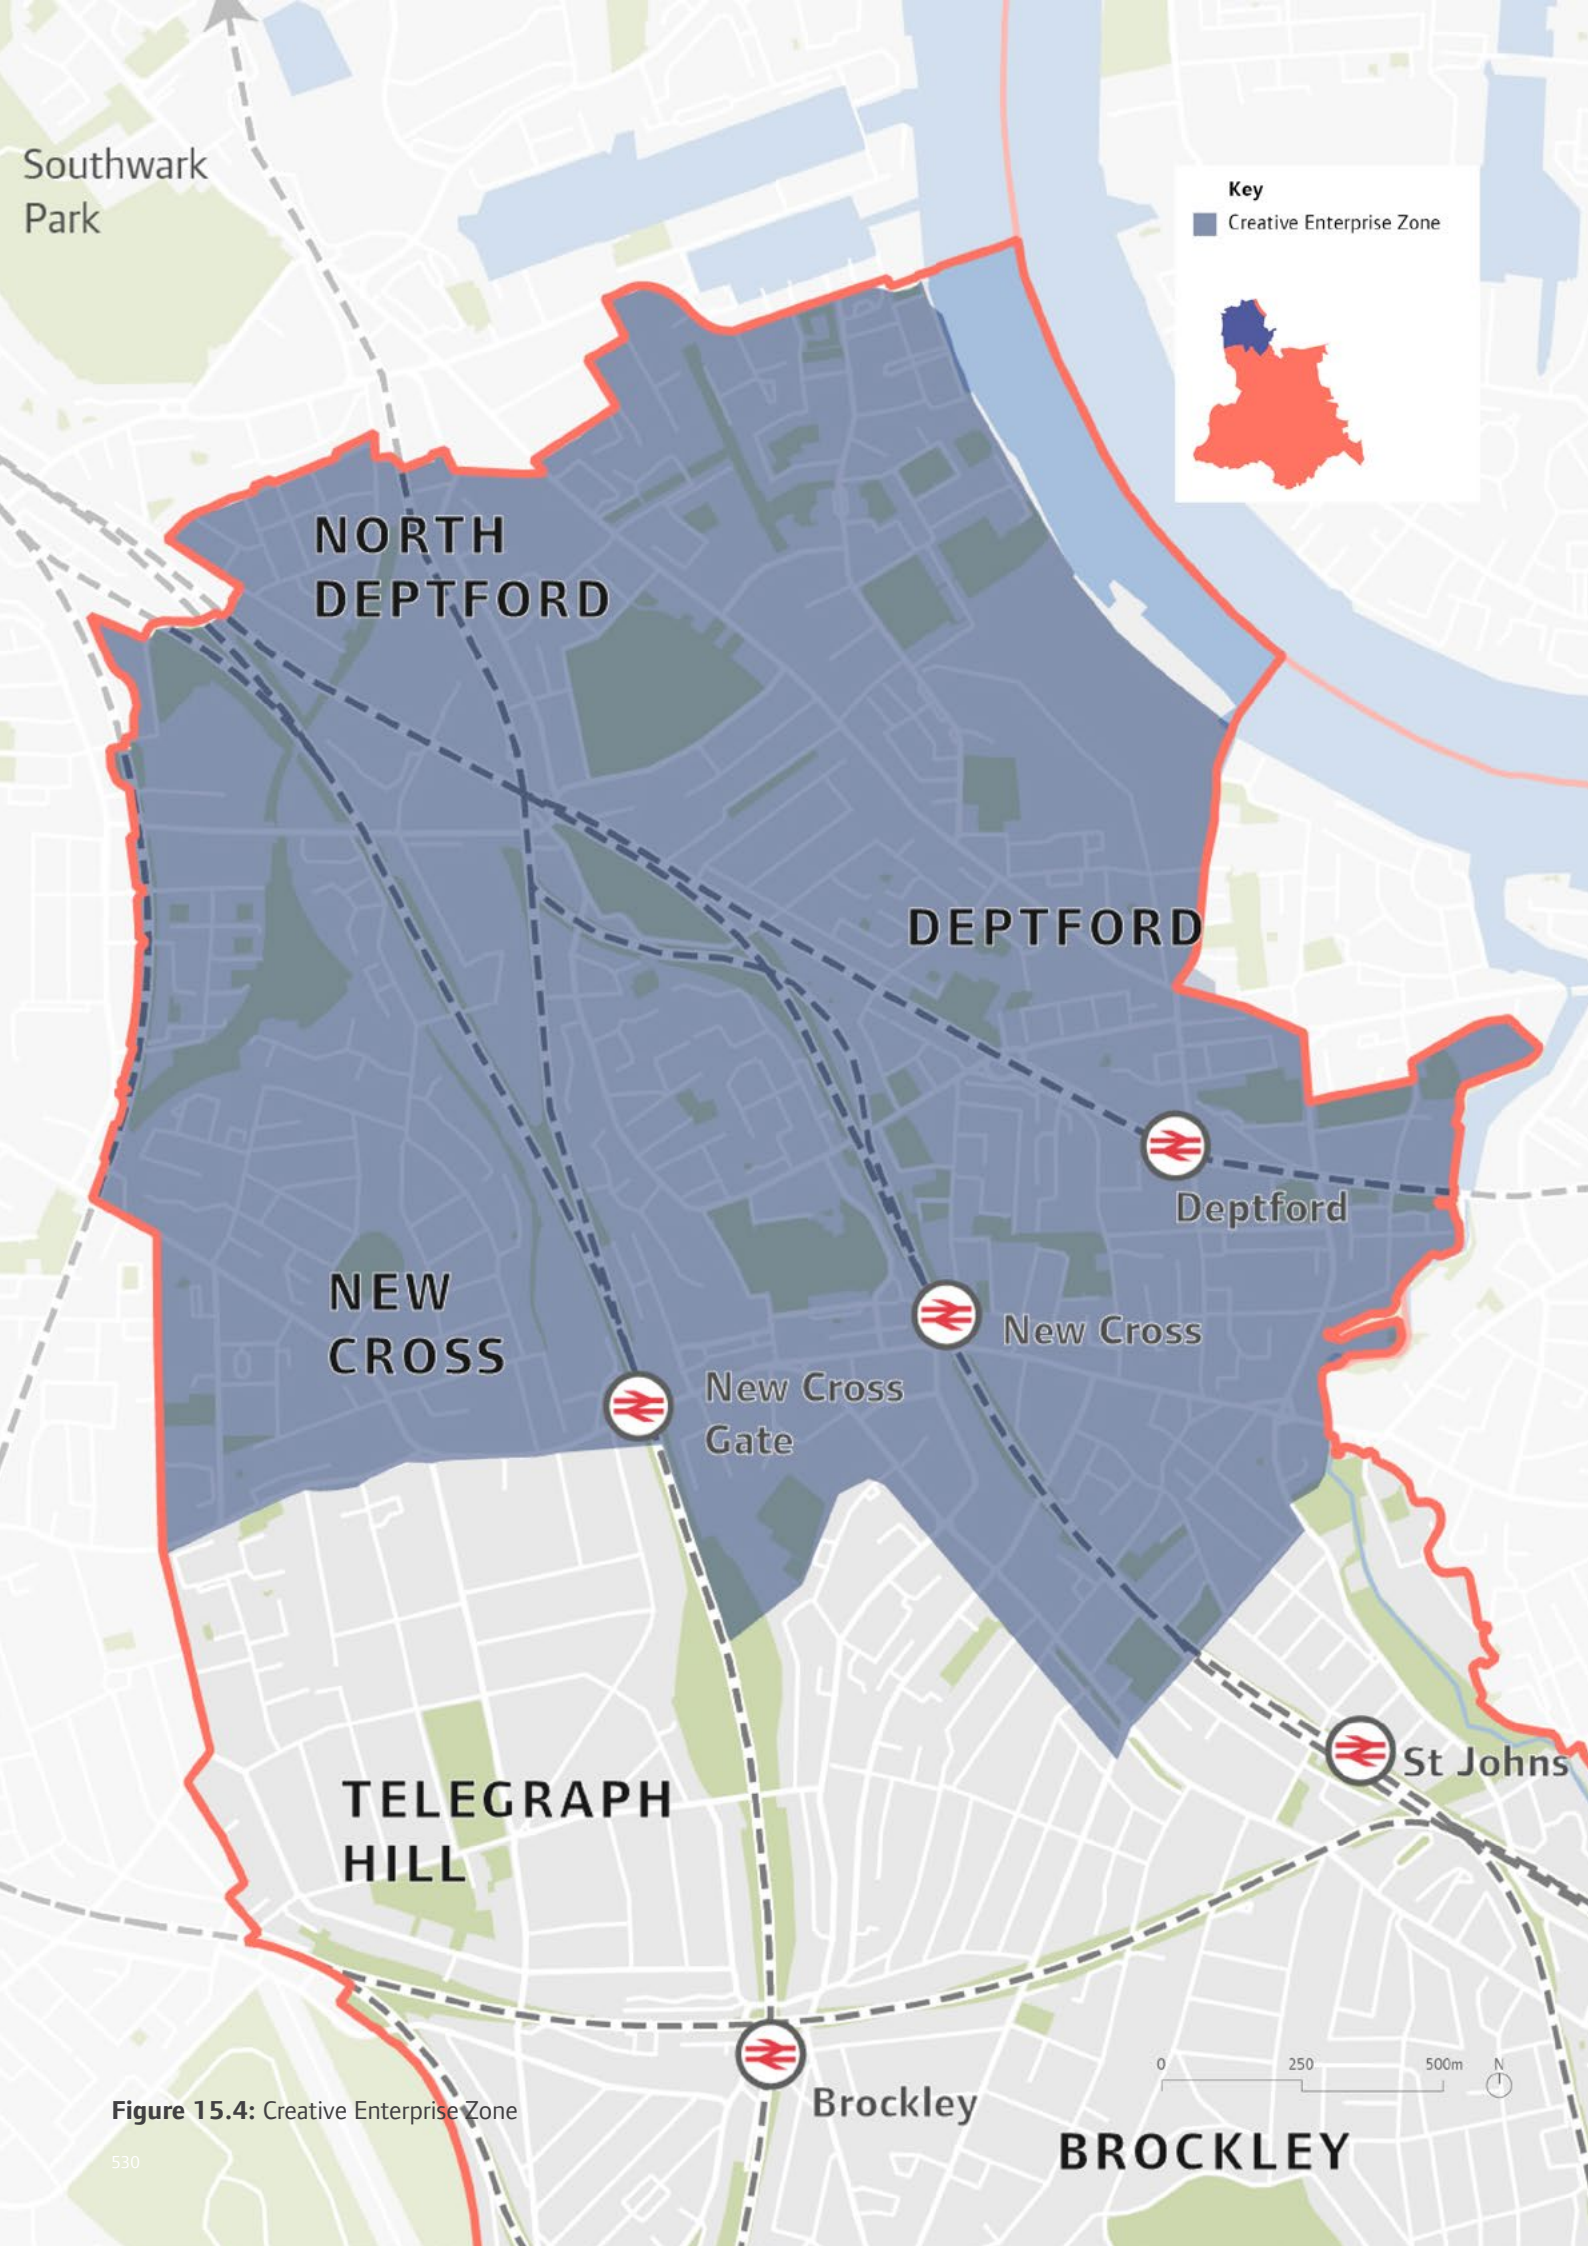 Southwark
Park
Key
Creative Enterprise Zone
NORTH
DEPTFORD
DEPTFORD
Deptford
NEW
CROSS
New Cross
New Cross
Gate
TELEGRAPH
HILL
St Johns
0 250 500m N
Brockley
Figure 15.4: Creative Enterprise Zone
BROCKLEY
530